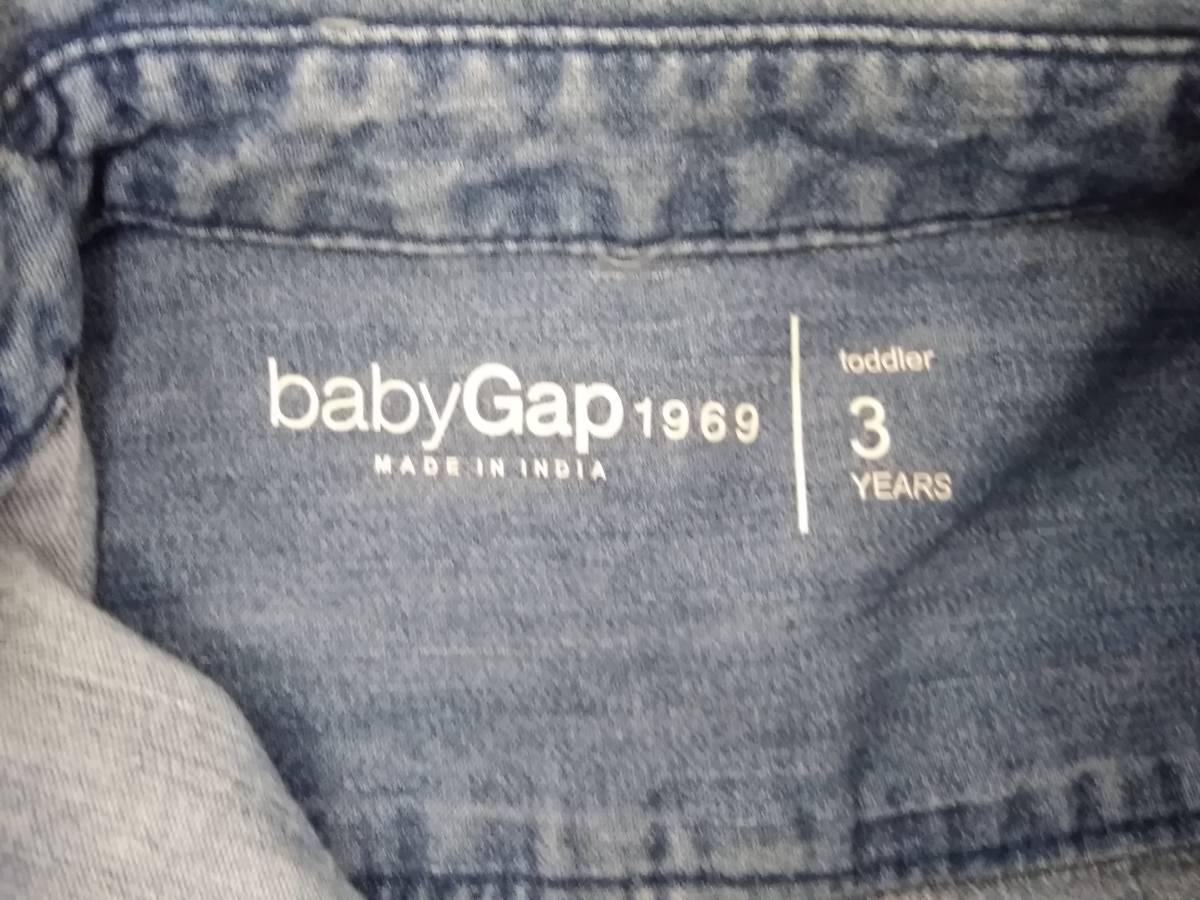 babyGap 1969
MADE IN INDIA
toddler
3
YEARS